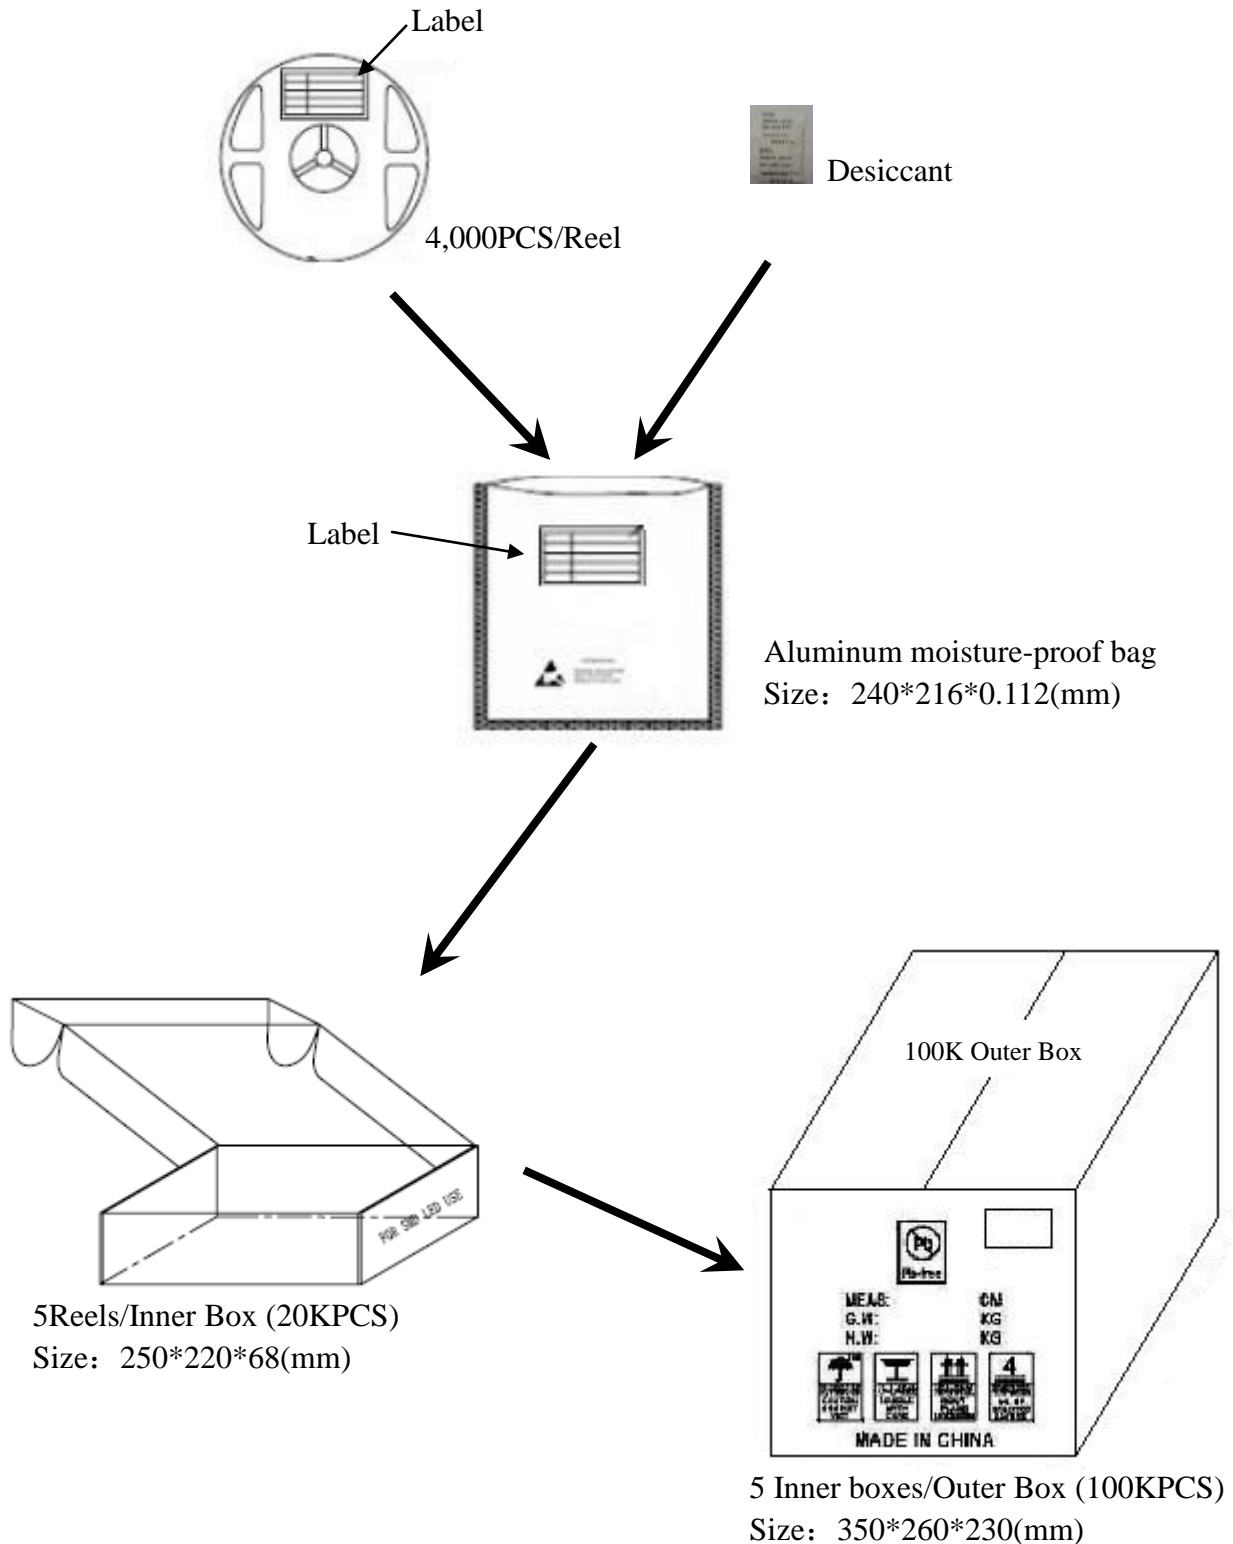 Label
Desiccant
4,000PCS/Reel
Label
Aluminum moisture-proof bag
Size：240*216*0.112(mm)
100K Outer Box
FOR SMD LED USE
5Reels/Inner Box (20KPCS)
Size：250*220*68(mm)
Pb
Pb-free
MEAS: CM
G.W: KG
N.W: KG
4
MADE IN CHINA
5 Inner boxes/Outer Box (100KPCS)
Size：350*260*230(mm)